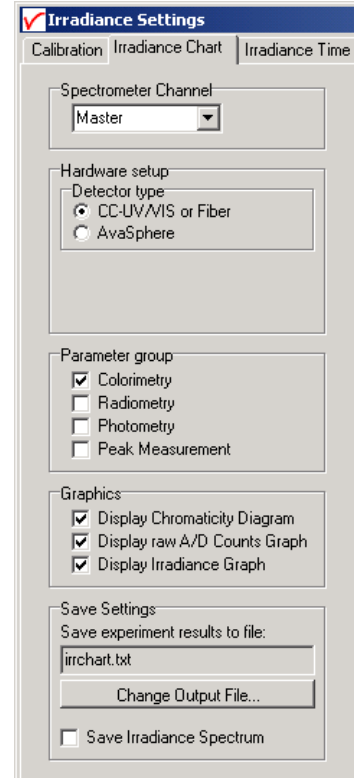 Irradiance Settings
Calibration Irradiance Chart Irradiance Time
Spectrometer Channel
Master
Hardware setup
Detector type
CC-UV/VIS or Fiber
AvaSphere
Parameter group
Colorimetry
Radiometry
Photometry
Peak Measurement
Graphics
Display Chromaticity Diagram
Display raw A/D Counts Graph
Display Irradiance Graph
Save Settings
Save experiment results to file:
irrchart.txt
Change Output File...
Save Irradiance Spectrum